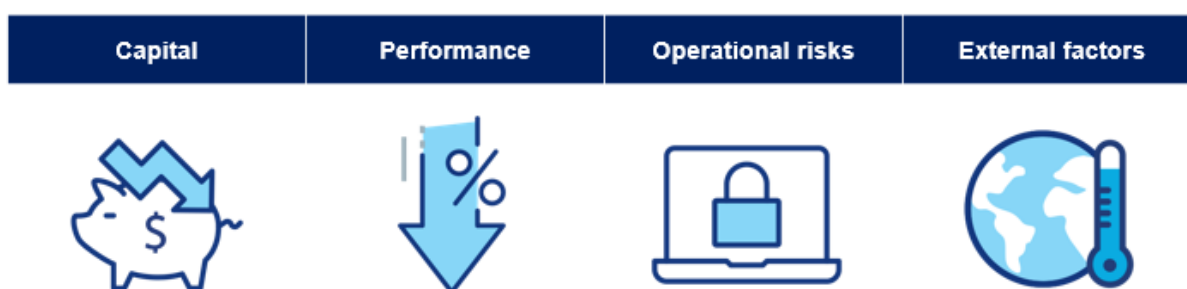 Capital
Performance
Operational risks
External factors
$
%